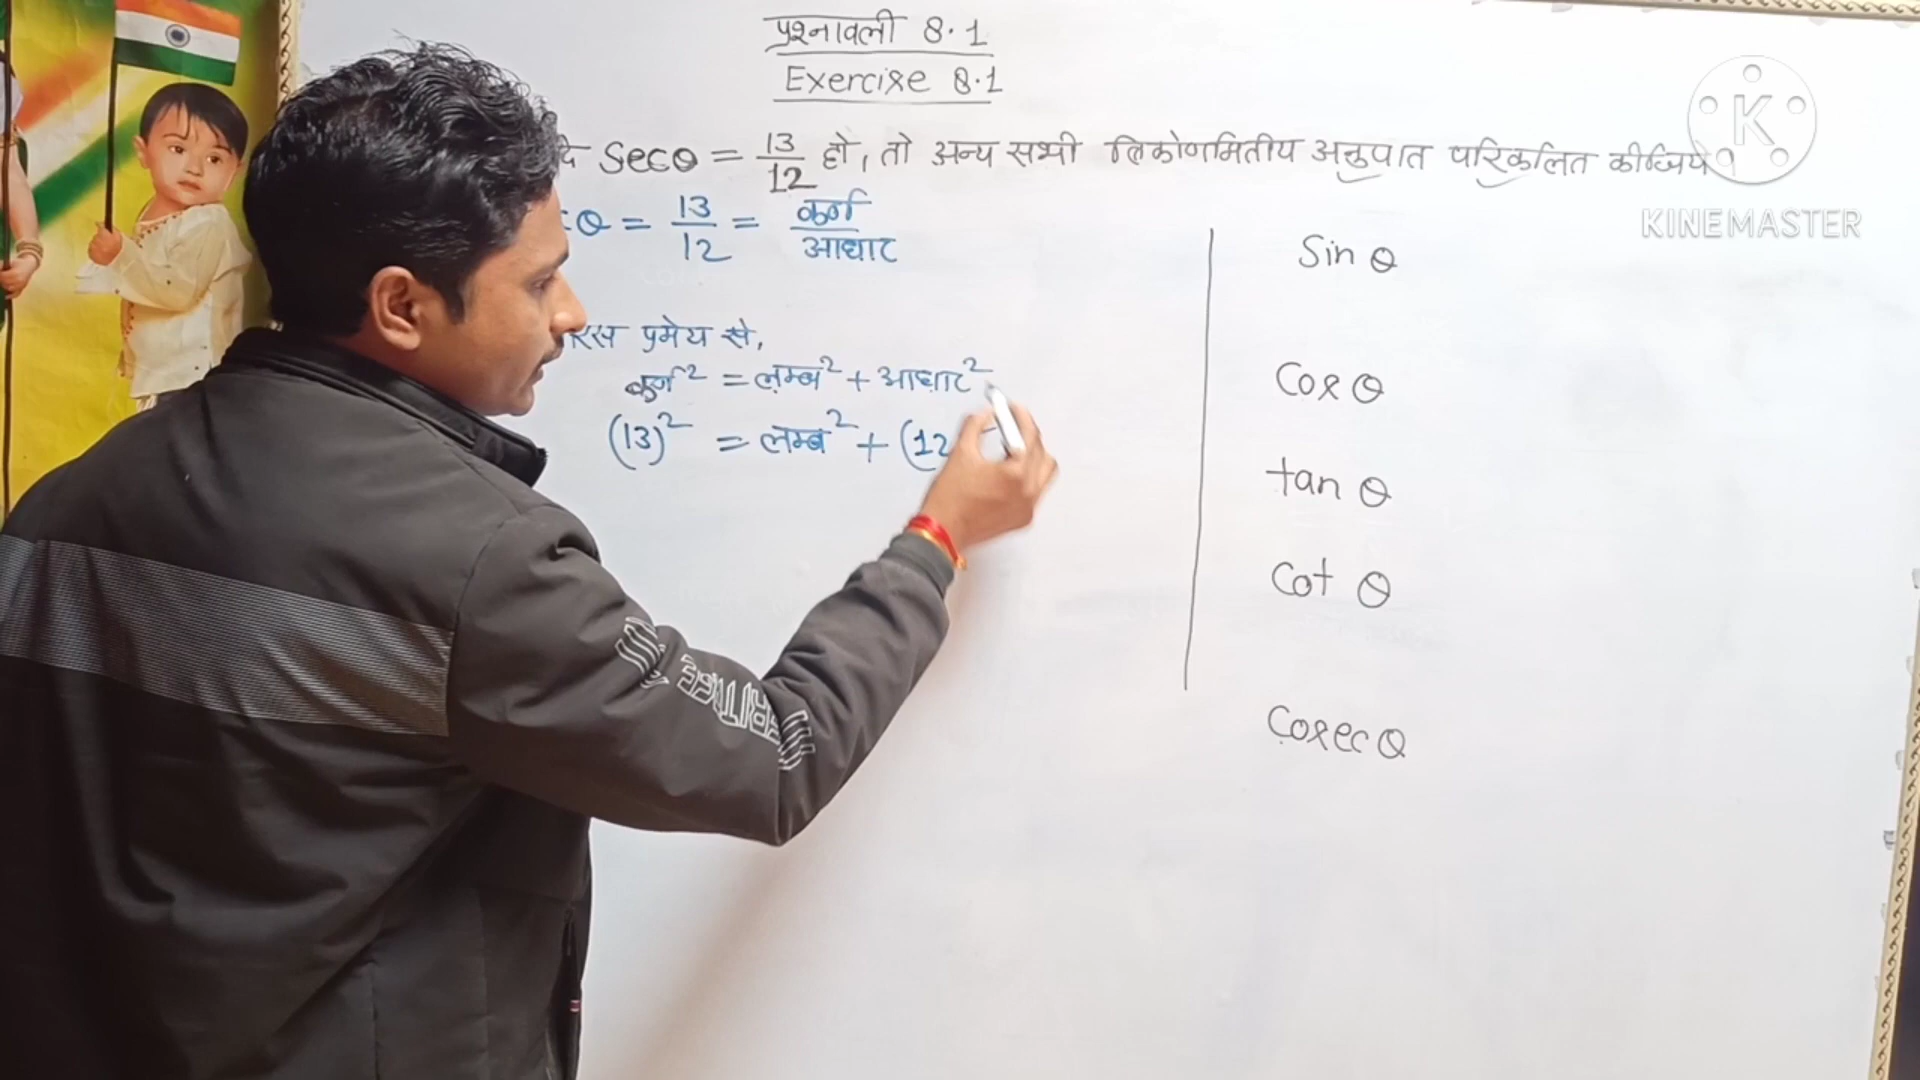 प्रश्नावली 8.1
Exercise 8.1
secθ = 13/12 हो, तो अन्य सभी त्रिकोणमितीय अनुपात परिकलित कीजिये।
θ = 13/12 = कर्ण/आधार
प्रमेय से,
कर्ण² = लम्ब² + आधार²
(13)² = लम्ब² + (12
Sin θ
Cos θ
tan θ
Cot θ
Cosec θ
K
KINEMASTER